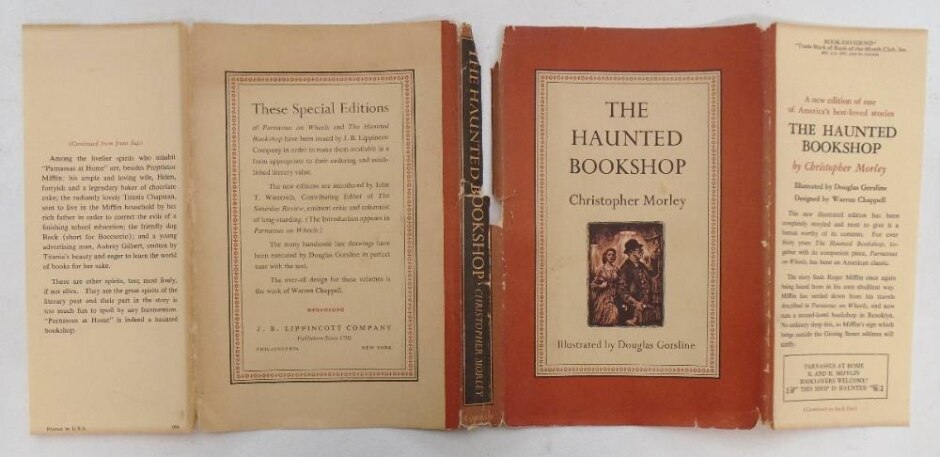 (Continued from front flap)
Among the livelier spirits who inhabit
"Parnassus at Home" are, besides Proprietor
Mifflin: his ample and loving wife, Helen,
fortyish and a legendary baker of chocolate
cake; the radiantly lovely Titania Chapman,
sent to live in the Mifflin household by her
rich father in order to correct the evils of a
finishing school education; the friendly dog
Bock (short for Boccaccio); and a young
advertising man, Aubrey Gilbert, smitten by
Titania's beauty and eager to learn the world
of books for her sake.
There are other spirits, too; most lively,
if not alive. They are the great spirits of the
literary past and their part in the story is
too much fun to spoil by any forewarning.
"Parnassus at Home" is indeed a haunted
bookshop.
Printed in U.S.A.
These Special Editions
of Parnassus on Wheels and The Haunted
Bookshop have been issued by J. B. Lippincott
Company in order to make them available in a
form appropriate to their enduring and estab-
lished literary value.
The new editions are introduced by John
T. Winterich, Contributing Editor of The
Saturday Review, eminent critic and columnist
of long-standing. (The Introduction appears in
Parnassus on Wheels.)
The many handsome line drawings have
been executed by Douglas Gorsline in perfect
tune with the text.
The over-all design for these volumes is
the work of Warren Chappell.
J. B. LIPPINCOTT COMPANY
Publishers Since 1792
PHILADELPHIA NEW YORK
THE HAUNTED BOOKSHOP CHRISTOPHER MORLEY
THE
HAUNTED
BOOKSHOP
Christopher Morley
Illustrated by Douglas Gorsline
BOOK-DIVIDEND"
"Trade-Mark of Book-of-the-Month Club, Inc.
A new edition of one
of America's best-loved stories
THE HAUNTED
BOOKSHOP
by Christopher Morley
Illustrated by Douglas Gorsline
Designed by Warren Chappell
This new illustrated edition has been
completely restyled and reset to give it a
format worthy of its contents. For over
thirty years The Haunted Bookshop, to-
gether with its companion piece, Parnassus
on Wheels, has been an American classic.
The story finds Roger Mifflin once again
being heard from in his own ebullient way.
Mifflin has settled down from his travels
described in Parnassus on Wheels, and now
runs a second-hand bookshop in Brooklyn.
No ordinary shop this, as Mifflin's sign which
swings outside the Gissing Street address will
testify.
PARNASSUS AT HOME
R. AND H. MIFFLIN
BOOKLOVERS WELCOME!
THIS SHOP IS HAUNTED
(Continued on back flap)